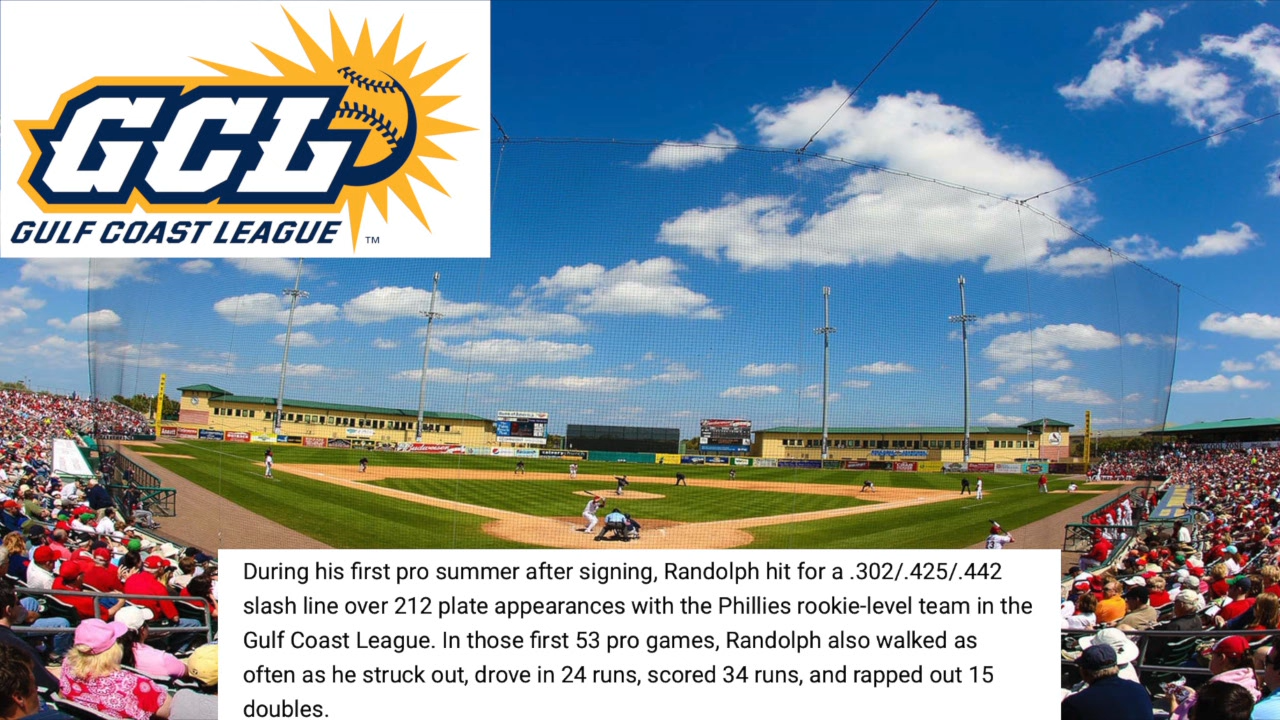 GCL
GULF COAST LEAGUE
TM
During his first pro summer after signing, Randolph hit for a .302/.425/.442
slash line over 212 plate appearances with the Phillies rookie-level team in the
Gulf Coast League. In those first 53 pro games, Randolph also walked as
often as he struck out, drove in 24 runs, scored 34 runs, and rapped out 15
doubles.